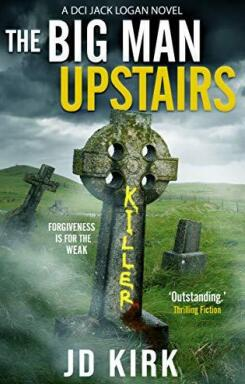 A DCI JACK LOGAN NOVEL
THE BIG MAN
UPSTAIRS
KILLER
FORGIVENESS
IS FOR THE
WEAK
'Outstanding.'
Thrilling Fiction
JD KIRK